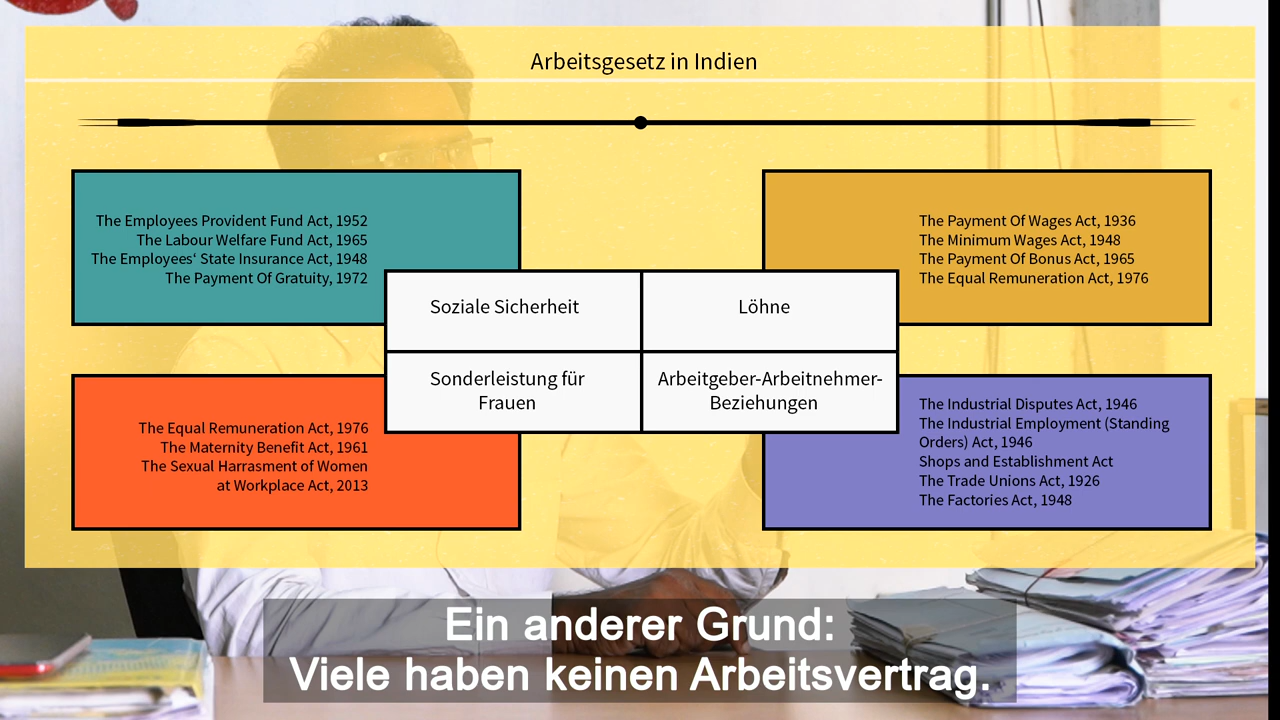 Arbeitsgesetz in Indien
The Employees Provident Fund Act, 1952
The Labour Welfare Fund Act, 1965
The Employees‘ State Insurance Act, 1948
The Payment Of Gratuity, 1972
The Payment Of Wages Act, 1936
The Minimum Wages Act, 1948
The Payment Of Bonus Act, 1965
The Equal Remuneration Act, 1976
Soziale Sicherheit
Löhne
Sonderleistung für
Frauen
Arbeitgeber-Arbeitnehmer-
Beziehungen
The Equal Remuneration Act, 1976
The Maternity Benefit Act, 1961
The Sexual Harrasment of Women
at Workplace Act, 2013
The Industrial Disputes Act, 1946
The Industrial Employment (Standing
Orders) Act, 1946
Shops and Establishment Act
The Trade Unions Act, 1926
The Factories Act, 1948
Ein anderer Grund:
Viele haben keinen Arbeitsvertrag.